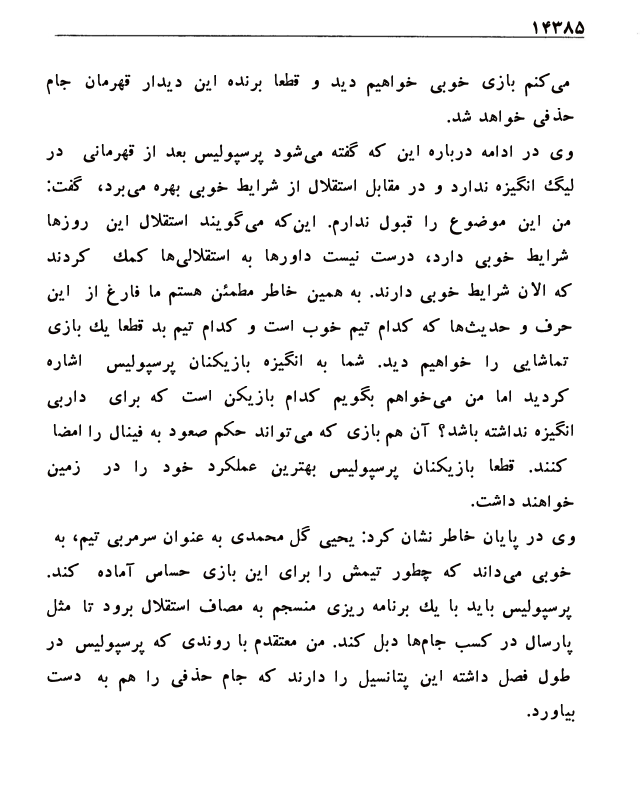 ۱۴۳۸۵
می‌کنم بازی خوبی خواهیم دید و قطعا برنده این دیدار قهرمان جام
حذفی خواهد شد.
وی در ادامه درباره این که گفته می‌شود پرسپولیس بعد از قهرمانی در
لیگ انگیزه ندارد و در مقابل استقلال از شرایط خوبی بهره می‌برد، گفت:
من این موضوع را قبول ندارم. این‌که می‌گویند استقلال این روزها
شرایط خوبی دارد، درست نیست داورها به استقلالی‌ها کمک کردند
که الان شرایط خوبی دارند. به همین خاطر مطمئن هستم ما فارغ از این
حرف و حدیث‌ها که کدام تیم خوب است و کدام تیم بد قطعا یك بازی
تماشایی را خواهیم دید. شما به انگیزه بازیکنان پرسپولیس اشاره
کردید اما من می‌خواهم بگویم کدام بازیکن است که برای داربی
انگیزه نداشته باشد؟ آن هم بازی که می‌تواند حکم صعود به فینال را امضا
کنند. قطعا بازیکنان پرسپولیس بهترین عملکرد خود را در زمین
خواهند داشت.
وی در پایان خاطر نشان کرد: یحیی گل محمدی به عنوان سرمربی تیم، به
خوبی می‌داند که چطور تیمش را برای این بازی حساس آماده کند.
پرسپولیس باید با یك برنامه ریزی منسجم به مصاف استقلال برود تا مثل
پارسال در کسب جام‌ها دبل کند. من معتقدم با روندی که پرسپولیس در
طول فصل داشته این پتانسیل را دارند که جام حذفی را هم به دست
بیاورد.